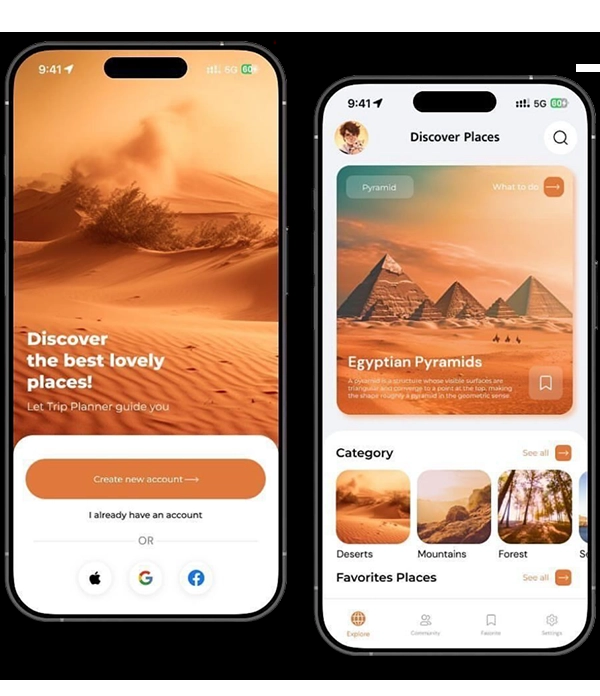 9:41
5G 60
Discover
the best lovely
places!
Let Trip Planner guide you
Create new account
I already have an account
OR
9:41
5G 60
Discover Places
Pyramid
What to do
Egyptian Pyramids
A pyramid is a structure whose visible surfaces are
triangular and converge to a point at the top, making
the shape roughly a pyramid in the geometric sense.
Category
See all
Deserts
Mountains
Forest
Favorites Places
See all
Explore
Community
Favorite
Settings